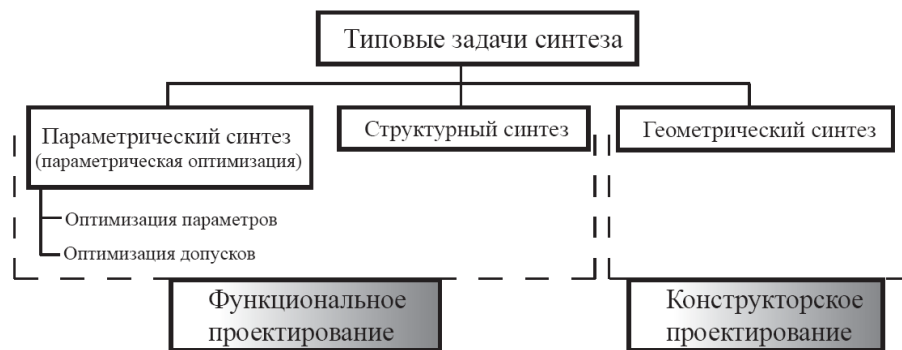 Типовые задачи синтеза
Параметрический синтез
(параметрическая оптимизация)
Структурный синтез
Геометрический синтез
Оптимизация параметров
Оптимизация допусков
Функциональное
проектирование
Конструкторское
проектирование